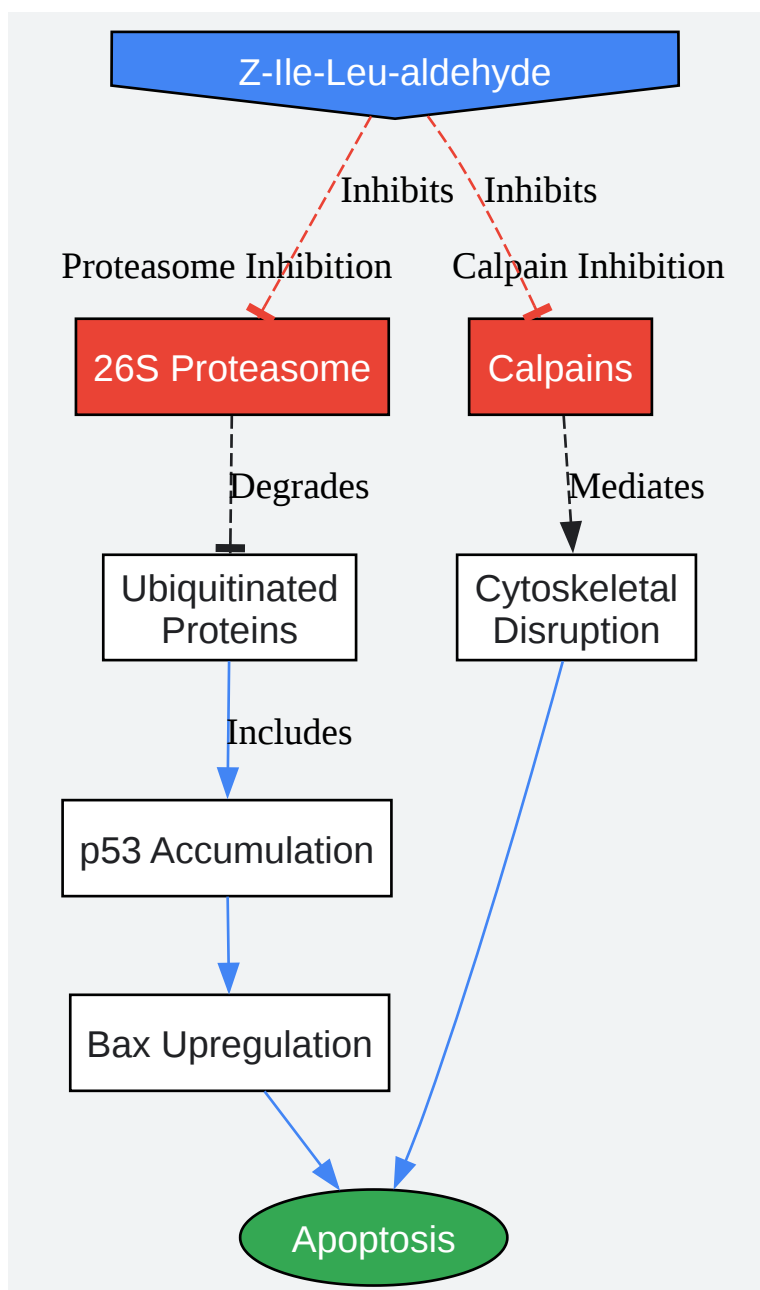 Z-Ile-Leu-aldehyde
Inhibits
Inhibits
Proteasome Inhibition
Calpain Inhibition
26S Proteasome
Calpains
Degrades
Mediates
Ubiquitinated
Proteins
Cytoskeletal
Disruption
Includes
p53 Accumulation
Bax Upregulation
Apoptosis